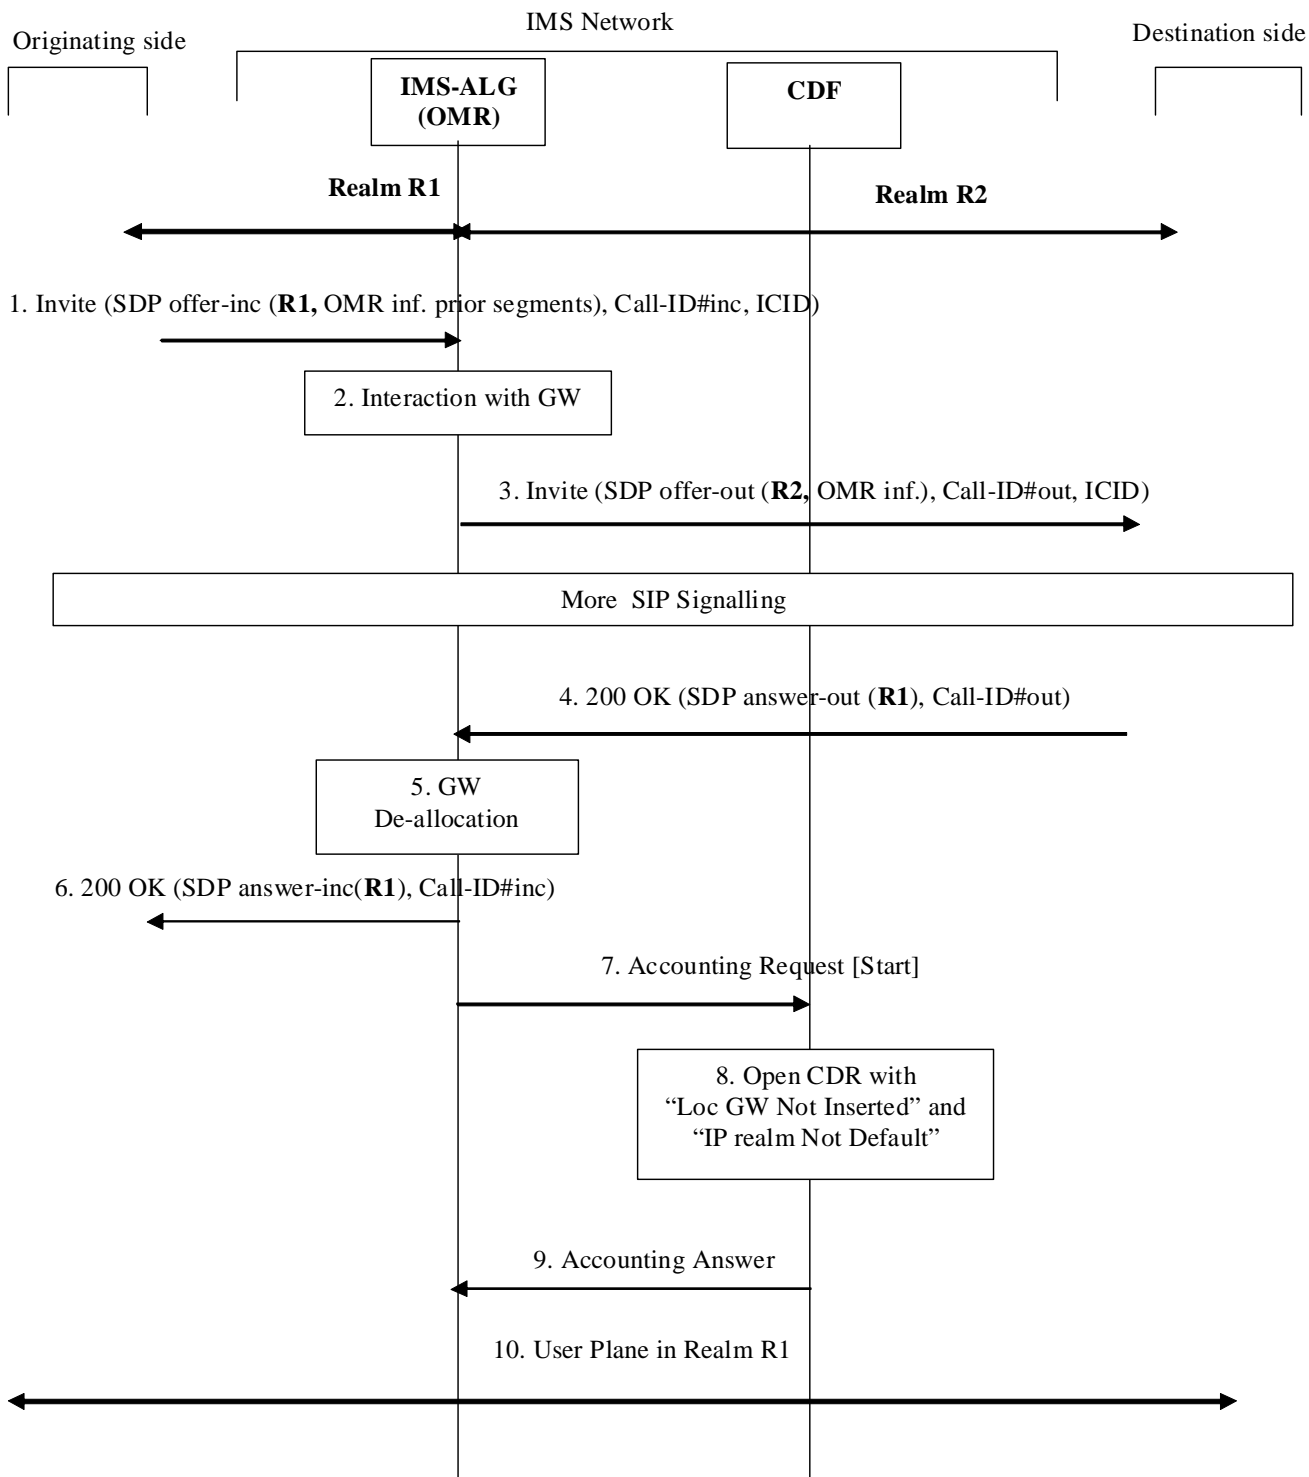 IMS Network
Originating side
Destination side
IMS-ALG
(OMR)
CDF
Realm R1
Realm R2
1. Invite (SDP offer-inc (R1, OMR inf. prior segments), Call-ID#inc, ICID)
2. Interaction with GW
3. Invite (SDP offer-out (R2, OMR inf.), Call-ID#out, ICID)
More SIP Signalling
4. 200 OK (SDP answer-out (R1), Call-ID#out)
5. GW
De-allocation
6. 200 OK (SDP answer-inc(R1), Call-ID#inc)
7. Accounting Request [Start]
8. Open CDR with
“Loc GW Not Inserted” and
“IP realm Not Default”
9. Accounting Answer
10. User Plane in Realm R1